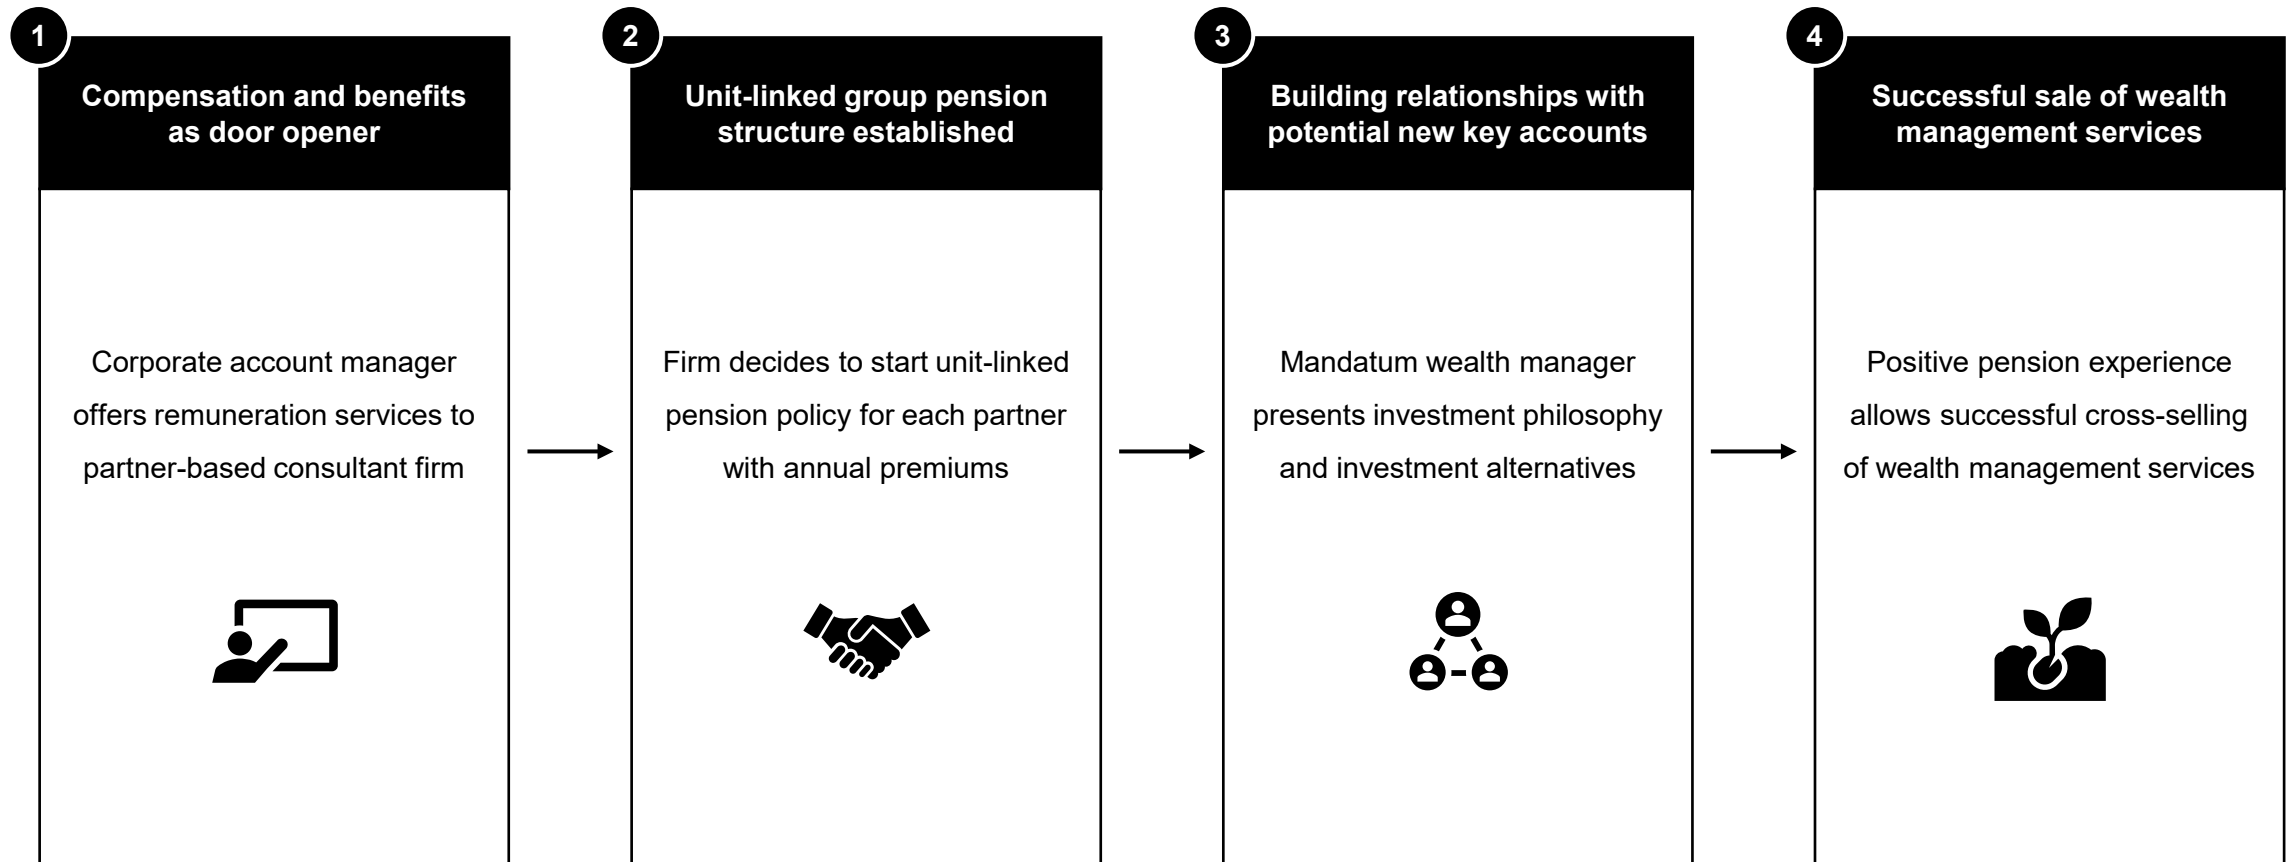 1
Compensation and benefits
as door opener
Corporate account manager
offers remuneration services to
partner-based consultant firm
2
Unit-linked group pension
structure established
Firm decides to start unit-linked
pension policy for each partner
with annual premiums
3
Building relationships with
potential new key accounts
Mandatum wealth manager
presents investment philosophy
and investment alternatives
4
Successful sale of wealth
management services
Positive pension experience
allows successful cross-selling
of wealth management services